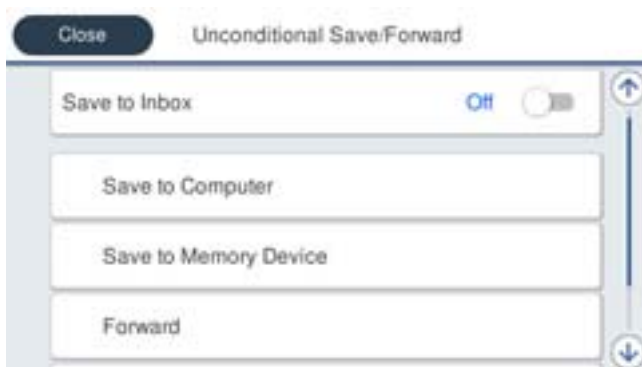 Close Unconditional Save/Forward
Save to Inbox Off
Save to Computer
Save to Memory Device
Forward